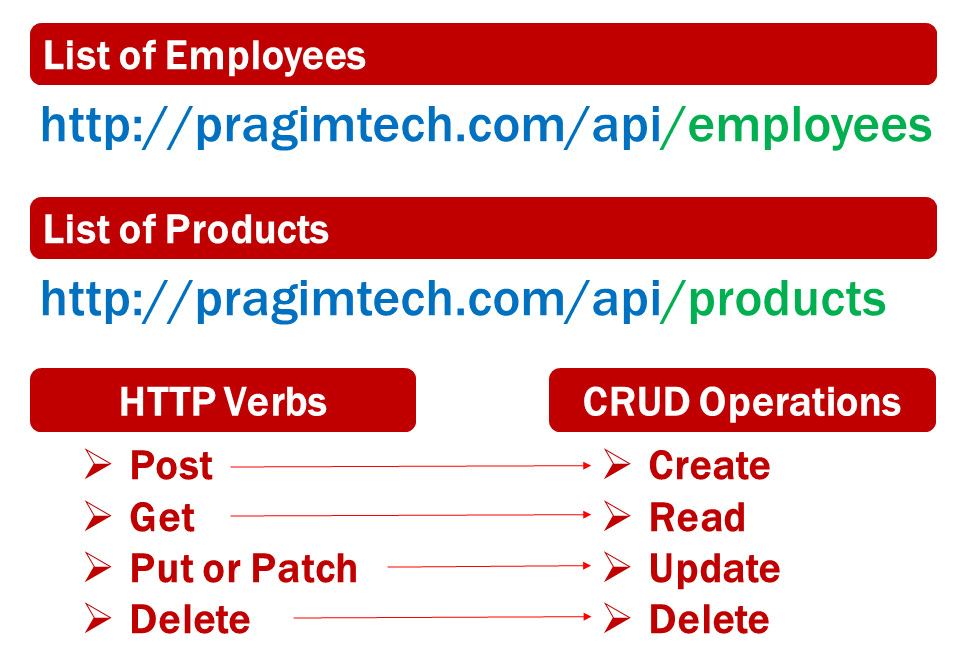 List of Employees
http://pragimtech.com/api/employees
List of Products
http://pragimtech.com/api/products
HTTP Verbs
CRUD Operations
Post
Create
Get
Read
Put or Patch
Update
Delete
Delete